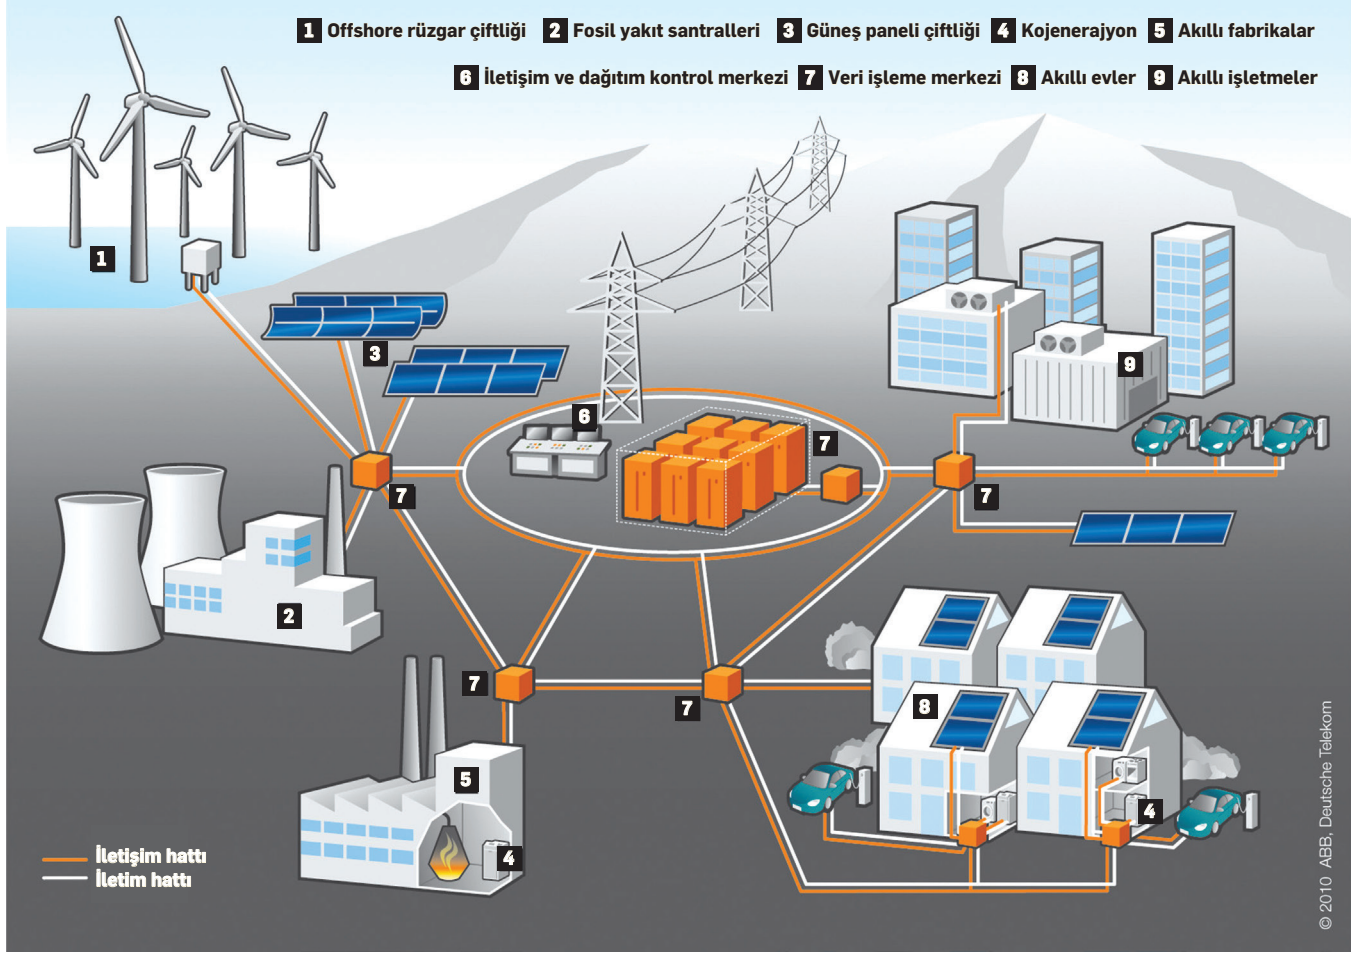 1 Offshore rüzgar çiftliği 2 Fosil yakıt santralleri 3 Güneş paneli çiftliği 4 Kojenerajyon 5 Akıllı fabrikalar
6 İletişim ve dağıtım kontrol merkezi 7 Veri işleme merkezi 8 Akıllı evler 9 Akıllı işletmeler
1
3
9
6
7
7
7
2
7
7
8
5
4
4
İletişim hattı
İletim hattı
© 2010 ABB, Deutsche Telekom